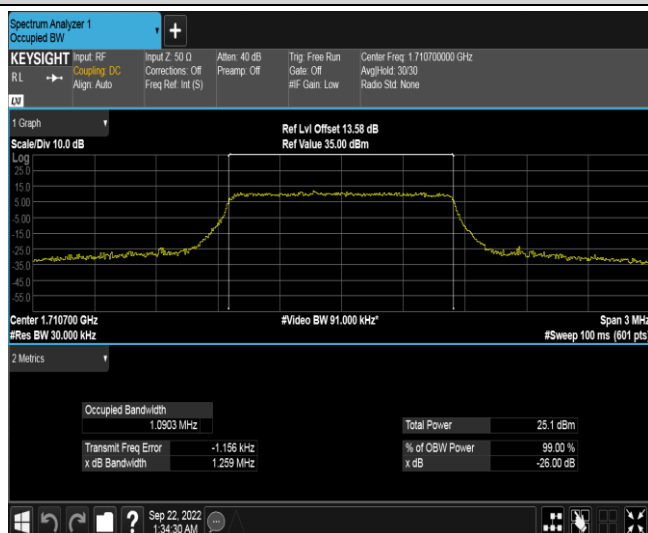 Spectrum Analyzer 1
Occupied BW
+
KEYSIGHT
RL
LXI
Input: RF
Coupling: DC
Align: Auto
Input Z: 50 Ω
Corrections: Off
Freq Ref: Int (S)
Atten: 40 dB
Preamp: Off
Trig: Free Run
Gate: Off
#IF Gain: Low
Center Freq: 1.710700000 GHz
Avg|Hold: 30/30
Radio Std: None
1 Graph
Scale/Div 10.0 dB
Ref Lvl Offset 13.58 dB
Ref Value 35.00 dBm
Log
25.0
15.0
5.00
-5.00
-15.0
-25.0
-35.0
-45.0
-55.0
Center 1.710700 GHz
#Res BW 30.000 kHz
#Video BW 91.000 kHz*
Span 3 MHz
#Sweep 100 ms (601 pts)
2 Metrics
Occupied Bandwidth
1.0903 MHz
Transmit Freq Error -1.156 kHz
x dB Bandwidth 1.259 MHz
Total Power 25.1 dBm
% of OBW Power 99.00 %
x dB -26.00 dB
?
Sep 22, 2022
1:34:30 AM